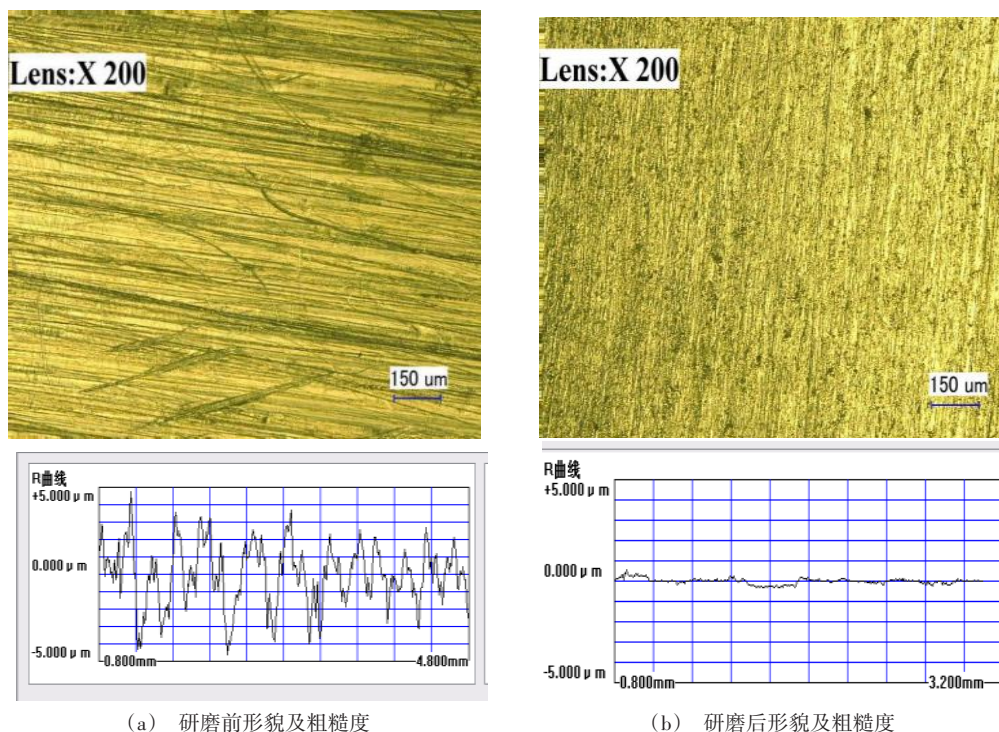 Lens:X 200
150 um
R曲线
+5.000 μ m
0.000 μ m
-5.000 μ m
0.800mm
4.800mm
(a) 研磨前形貌及粗糙度
Lens:X 200
150 um
R曲线
+5.000 μ m
0.000 μ m
-5.000 μ m
0.800mm
3.200mm
(b) 研磨后形貌及粗糙度